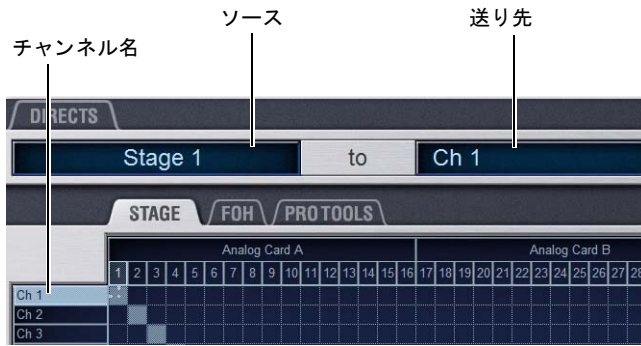 ソース
送り先
チャンネル名
DIRECTS
Stage 1 to Ch 1
STAGE FOH PRO TOOLS
Analog Card A Analog Card B
1 2 3 4 5 6 7 8 9 10 11 12 13 14 15 16 17 18 19 20 21 22 23 24 25 26 27 28
Ch 1
Ch 2
Ch 3